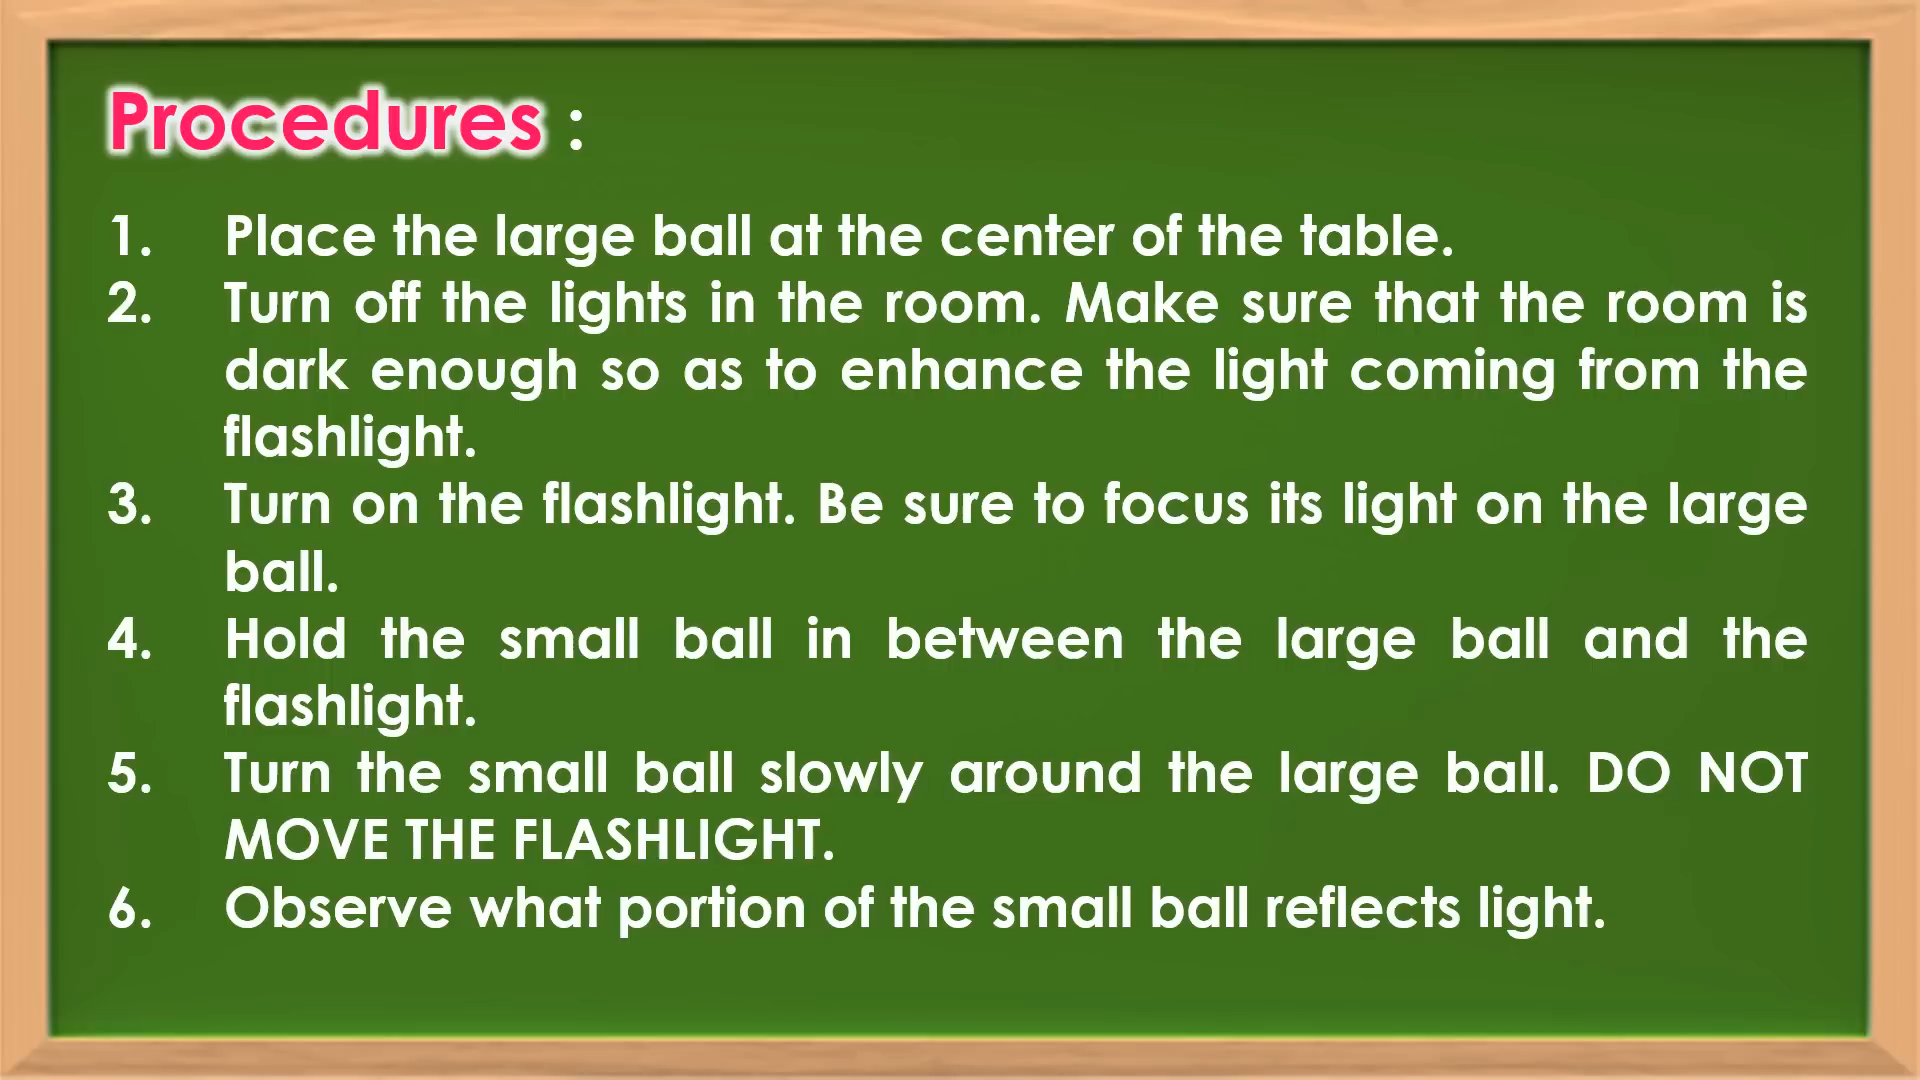 Procedures :
1. Place the large ball at the center of the table.
2. Turn off the lights in the room. Make sure that the room is
dark enough so as to enhance the light coming from the
flashlight.
3. Turn on the flashlight. Be sure to focus its light on the large
ball.
4. Hold the small ball in between the large ball and the
flashlight.
5. Turn the small ball slowly around the large ball. DO NOT
MOVE THE FLASHLIGHT.
6. Observe what portion of the small ball reflects light.